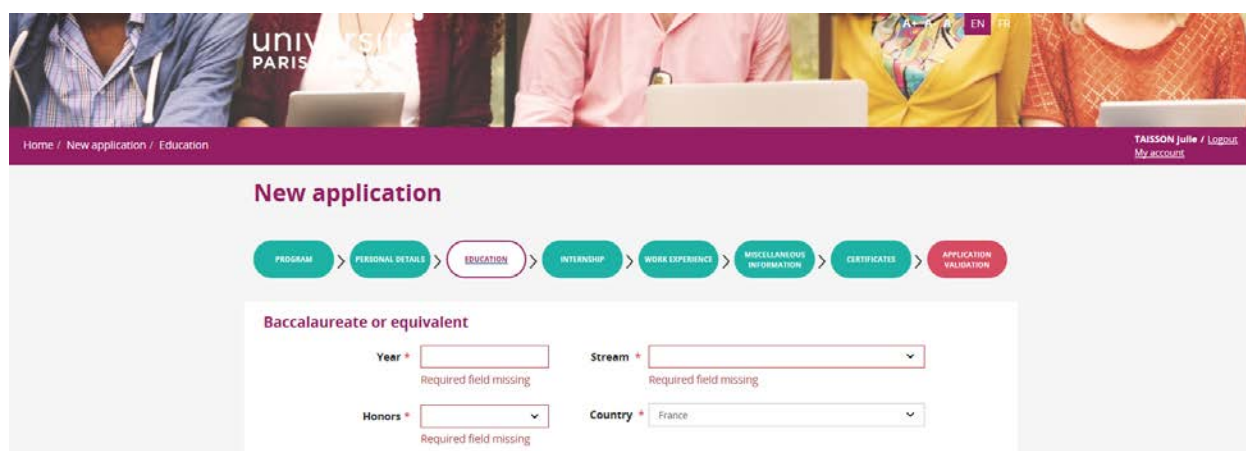 université
PARIS
A+ A A- EN FR
Home / New application / Education
TAISSON Julie / Logout
My account
New application
PROGRAM > PERSONAL DETAILS > EDUCATION > INTERNSHIP > WORK EXPERIENCE > MISCELLANEOUS INFORMATION > CERTIFICATES > APPLICATION VALIDATION
Baccalaureate or equivalent
Year * Stream *
Required field missing Required field missing
Honors * Country * France
Required field missing